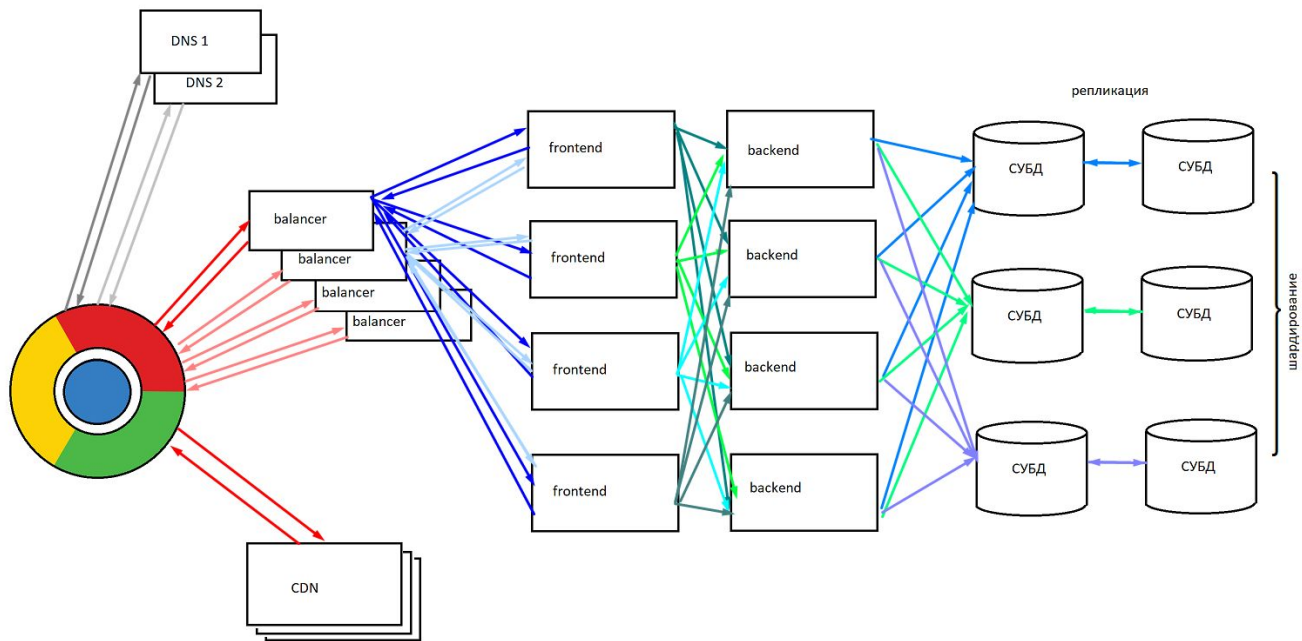 DNS 1
DNS 2
репликация
balancer
balancer
balancer
balancer
frontend
frontend
frontend
frontend
backend
backend
backend
backend
СУБД
СУБД
СУБД
СУБД
СУБД
СУБД
шардирование
CDN